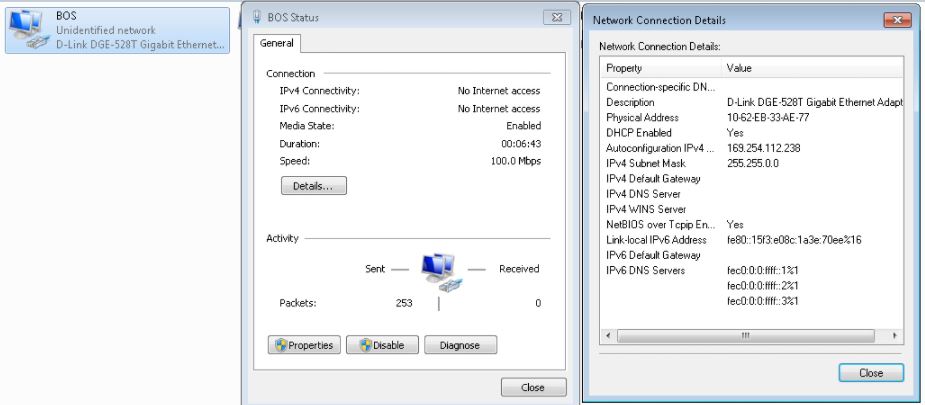 BOS
Unidentified network
D-Link DGE-528T Gigabit Ethernet...
BOS Status
General
Connection
IPv4 Connectivity: No Internet access
IPv6 Connectivity: No Internet access
Media State: Enabled
Duration: 00:06:43
Speed: 100.0 Mbps
Details...
Activity
Sent Received
Packets: 253 0
Properties Disable Diagnose
Close
Network Connection Details
Network Connection Details:
Property Value
Connection-specific DN...
Description D-Link DGE-528T Gigabit Ethernet Adapt
Physical Address 10-62-EB-33-AE-77
DHCP Enabled Yes
Autoconfiguration IPv4 ... 169.254.112.238
IPv4 Subnet Mask 255.255.0.0
IPv4 Default Gateway
IPv4 DNS Server
IPv4 WINS Server
NetBIOS over Tcpip En... Yes
Link-local IPv6 Address fe80::15f3:e08c:1a3e:70ee%16
IPv6 Default Gateway
IPv6 DNS Servers fec0:0:0:ffff::1%1
fec0:0:0:ffff::2%1
fec0:0:0:ffff::3%1
Close